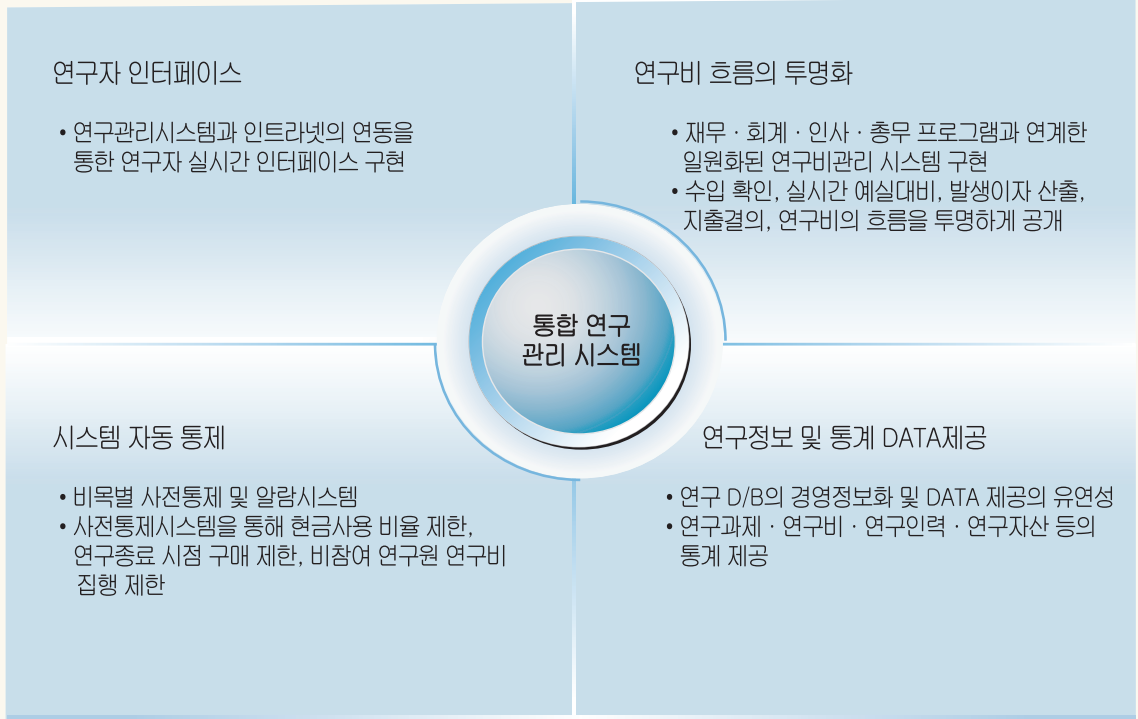 연구자 인터페이스
• 연구관리시스템과 인트라넷의 연동을
통한 연구자 실시간 인터페이스 구현
연구비 흐름의 투명화
• 재무 · 회계 · 인사 · 총무 프로그램과 연계한
일원화된 연구비관리 시스템 구현
• 수입 확인, 실시간 예실대비, 발생이자 산출,
지출결의, 연구비의 흐름을 투명하게 공개
통합 연구
관리 시스템
시스템 자동 통제
• 비목별 사전통제 및 알람시스템
• 사전통제시스템을 통해 현금사용 비율 제한,
연구종료 시점 구매 제한, 비참여 연구원 연구비
집행 제한
연구정보 및 통계 DATA제공
• 연구 D/B의 경영정보화 및 DATA 제공의 유연성
• 연구과제 · 연구비 · 연구인력 · 연구자산 등의
통계 제공